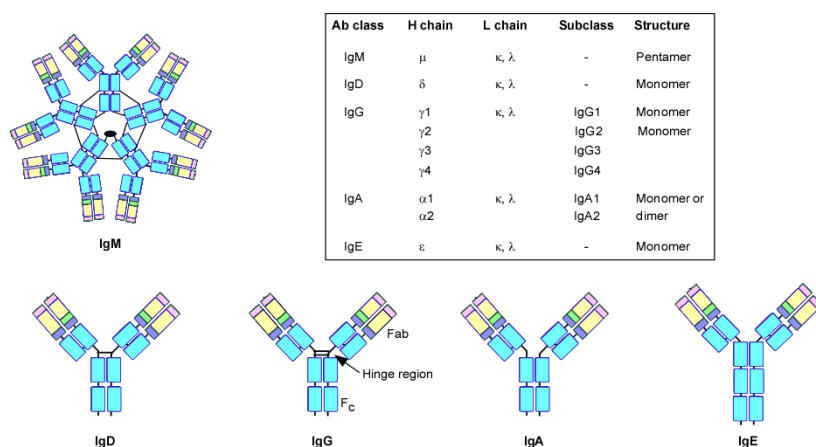 Ab class H chain L chain Subclass Structure
IgM μ κ, λ - Pentamer
IgD δ κ, λ - Monomer
IgG γ1 κ, λ IgG1 Monomer
γ2 IgG2 Monomer
γ3 IgG3
γ4 IgG4
IgA α1 κ, λ IgA1 Monomer or
α2 IgA2 dimer
IgE ε κ, λ - Monomer
IgM
Fab
Hinge region
Fc
IgD IgG IgA IgE